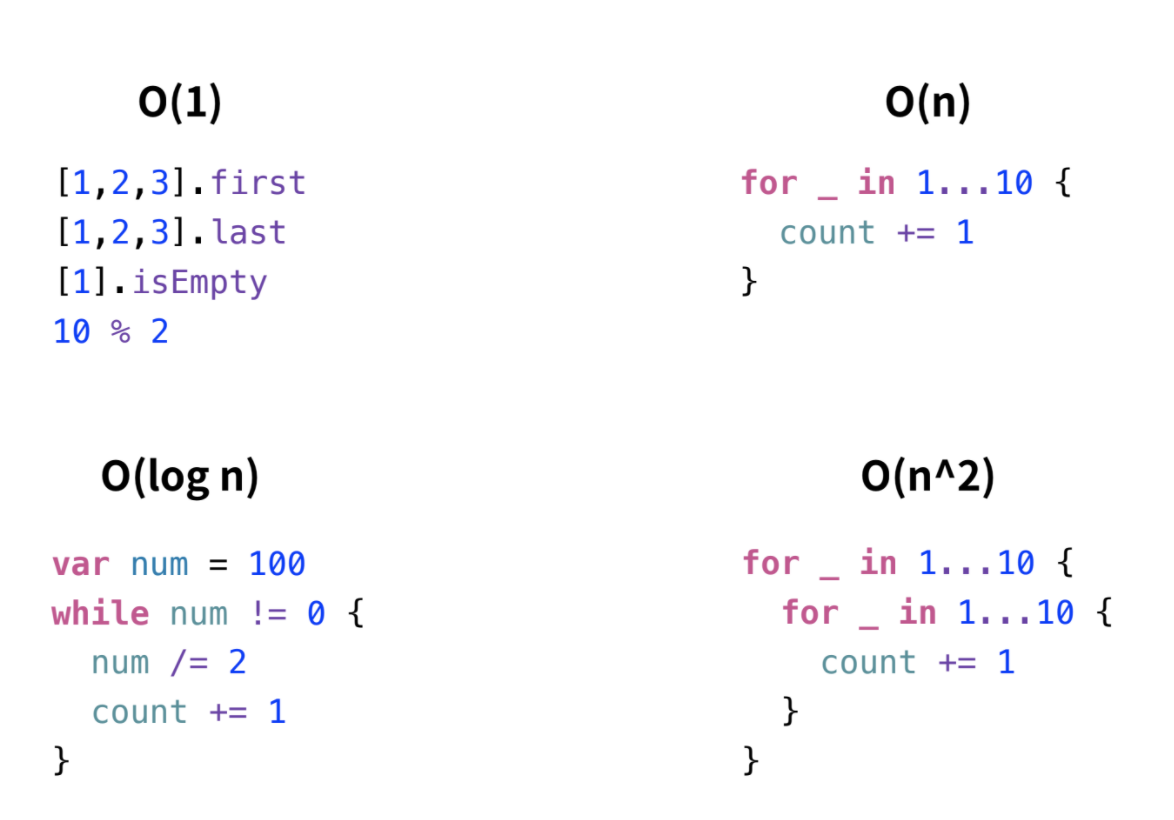 O(1)
[1,2,3].first
[1,2,3].last
[1].isEmpty
10 % 2
O(n)
for _ in 1...10 {
  count += 1
}
O(log n)
var num = 100
while num != 0 {
  num /= 2
  count += 1
}
O(n^2)
for _ in 1...10 {
  for _ in 1...10 {
    count += 1
  }
}